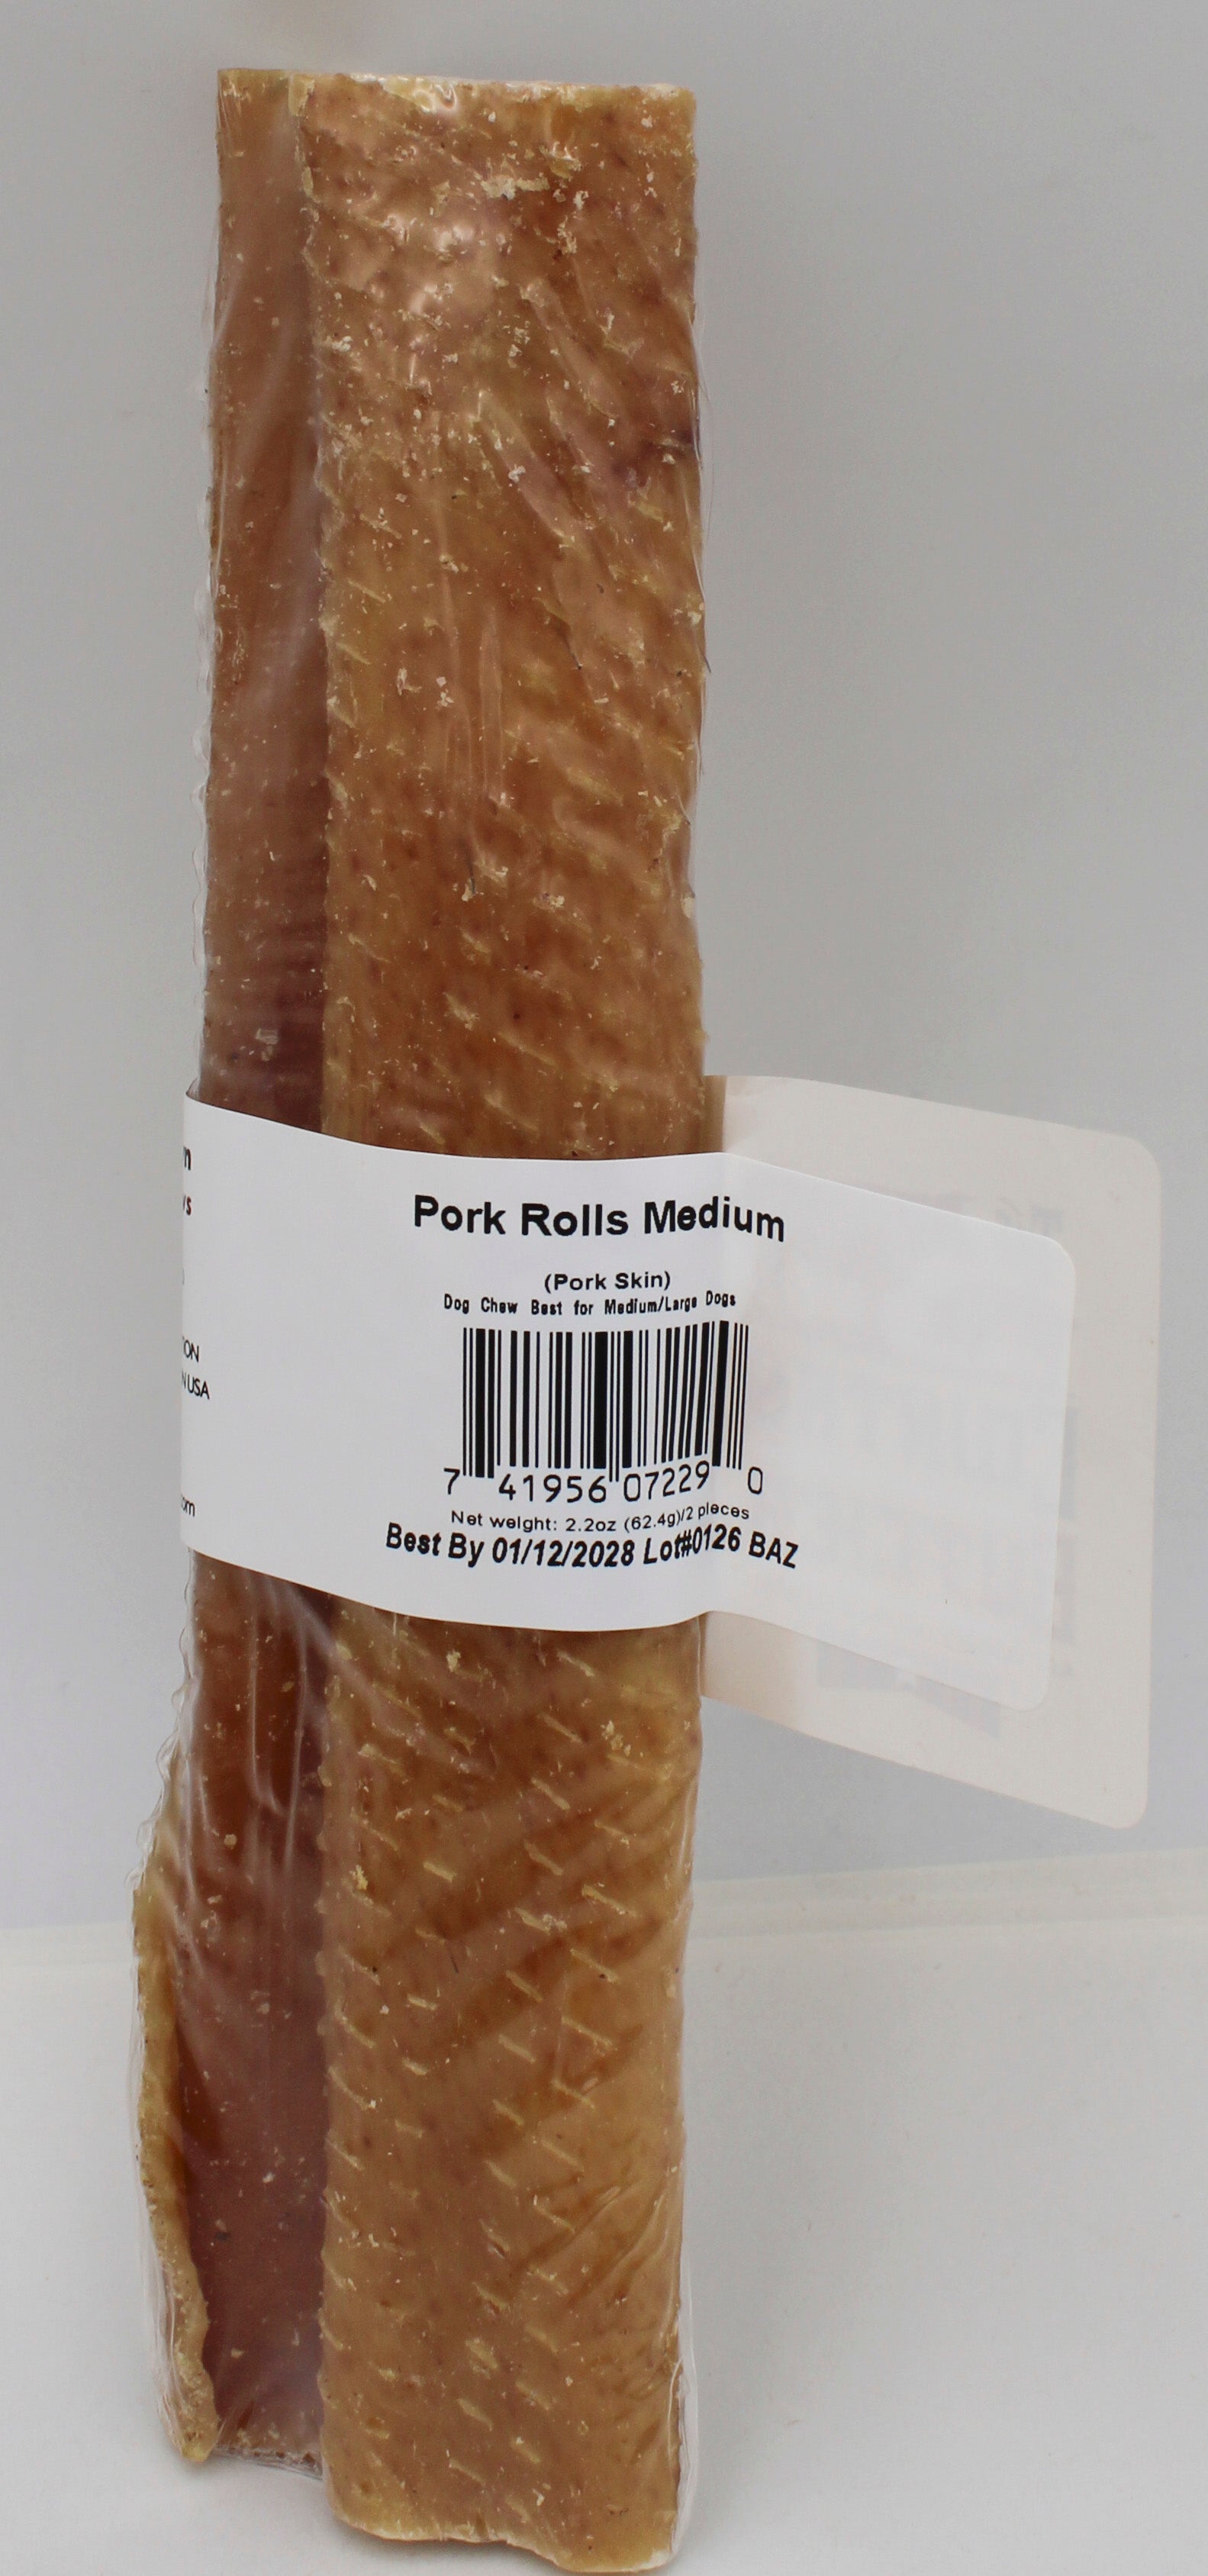 Pork Rolls Medium
(Pork Skin)
Dog Chew Best for Medium/Large Dogs
7 41956 07229 0
Net weight: 2.2oz (62.4g)/2 pieces
Best By 01/12/2028 Lot#0126 BAZ
USA